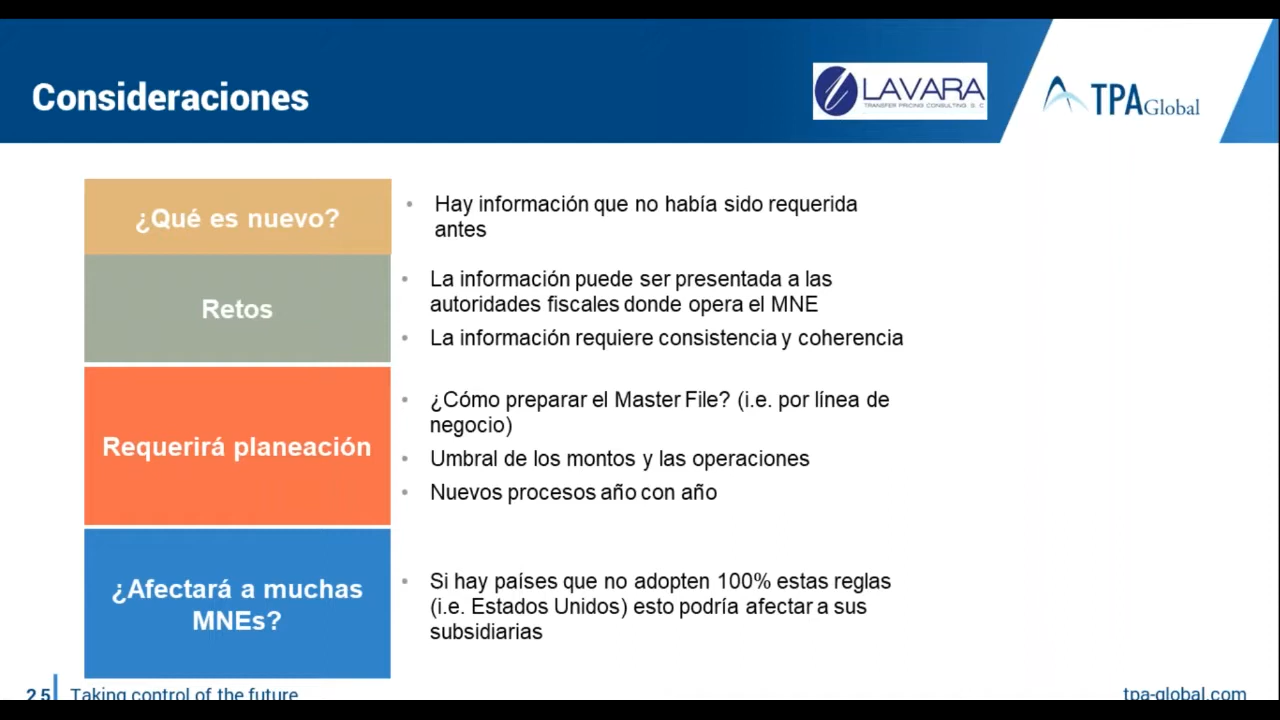 Consideraciones
LAVARA
TRANSFER PRICING CONSULTING S. C
TPA Global
¿Qué es nuevo?
• Hay información que no había sido requerida
antes
Retos
• La información puede ser presentada a las
autoridades fiscales donde opera el MNE
• La información requiere consistencia y coherencia
Requerirá planeación
• ¿Cómo preparar el Master File? (i.e. por línea de
negocio)
• Umbral de los montos y las operaciones
• Nuevos procesos año con año
¿Afectará a muchas
MNEs?
• Si hay países que no adopten 100% estas reglas
(i.e. Estados Unidos) esto podría afectar a sus
subsidiarias
25 Taking control of the future
tpa-global.com